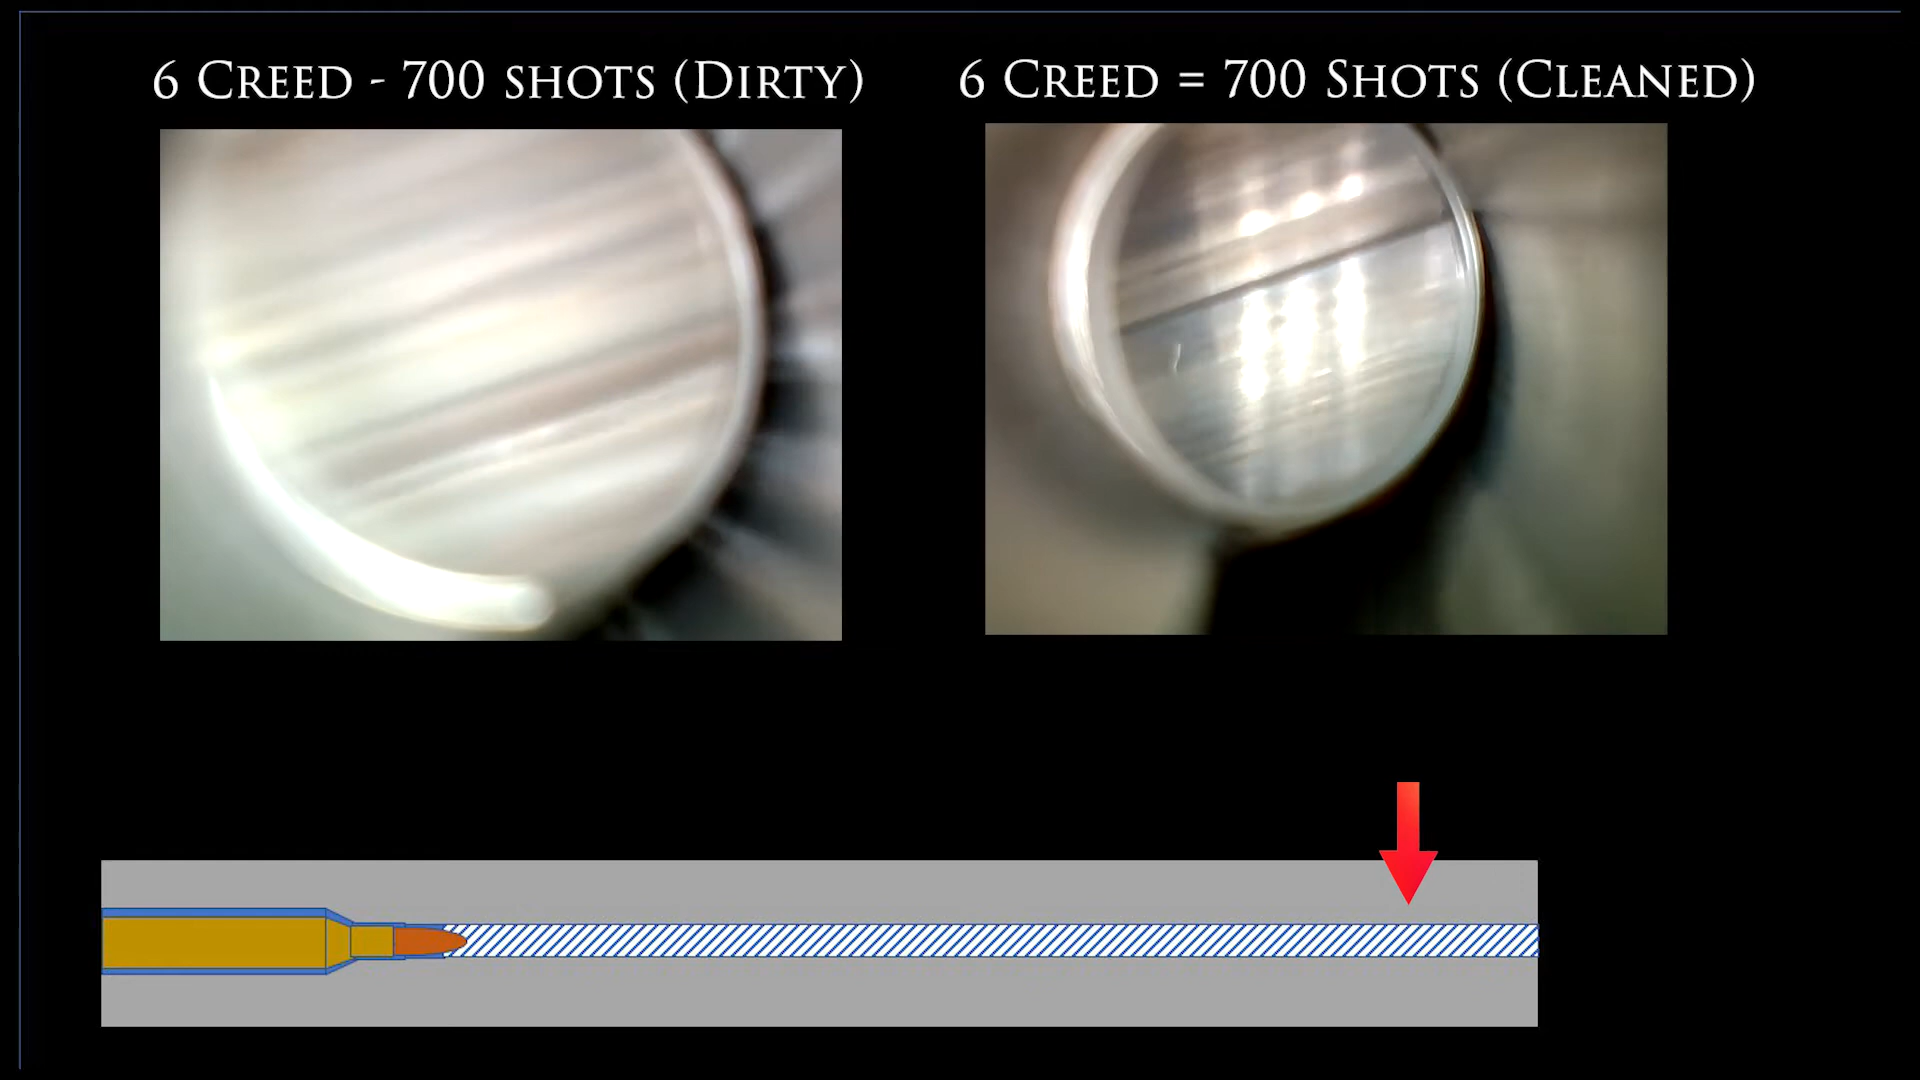 6 Creed - 700 shots (Dirty)
6 Creed = 700 Shots (Cleaned)